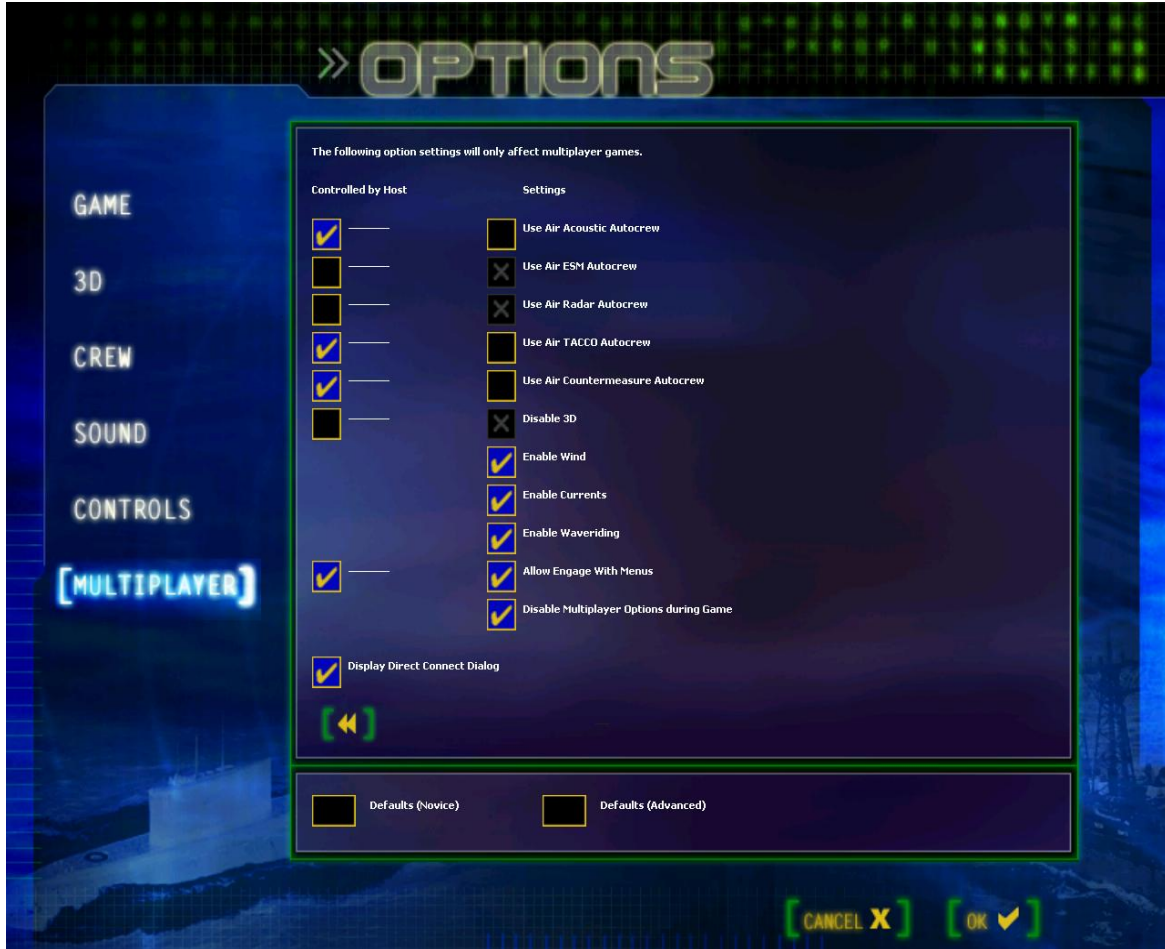 OPTIONS
The following option settings will only affect multiplayer games.
Controlled by Host Settings
GAME
Use Air Acoustic Autocrew
Use Air ESM Autocrew
3D
Use Air Radar Autocrew
Use Air TACCO Autocrew
CREW
Use Air Countermeasure Autocrew
Disable 3D
SOUND
Enable Wind
Enable Currents
CONTROLS
Enable Waveriding
Allow Engage With Menus
[MULTIPLAYER]
Disable Multiplayer Options during Game
Display Direct Connect Dialog
Defaults (Novice) Defaults (Advanced)
[CANCEL X] [OK ✔]